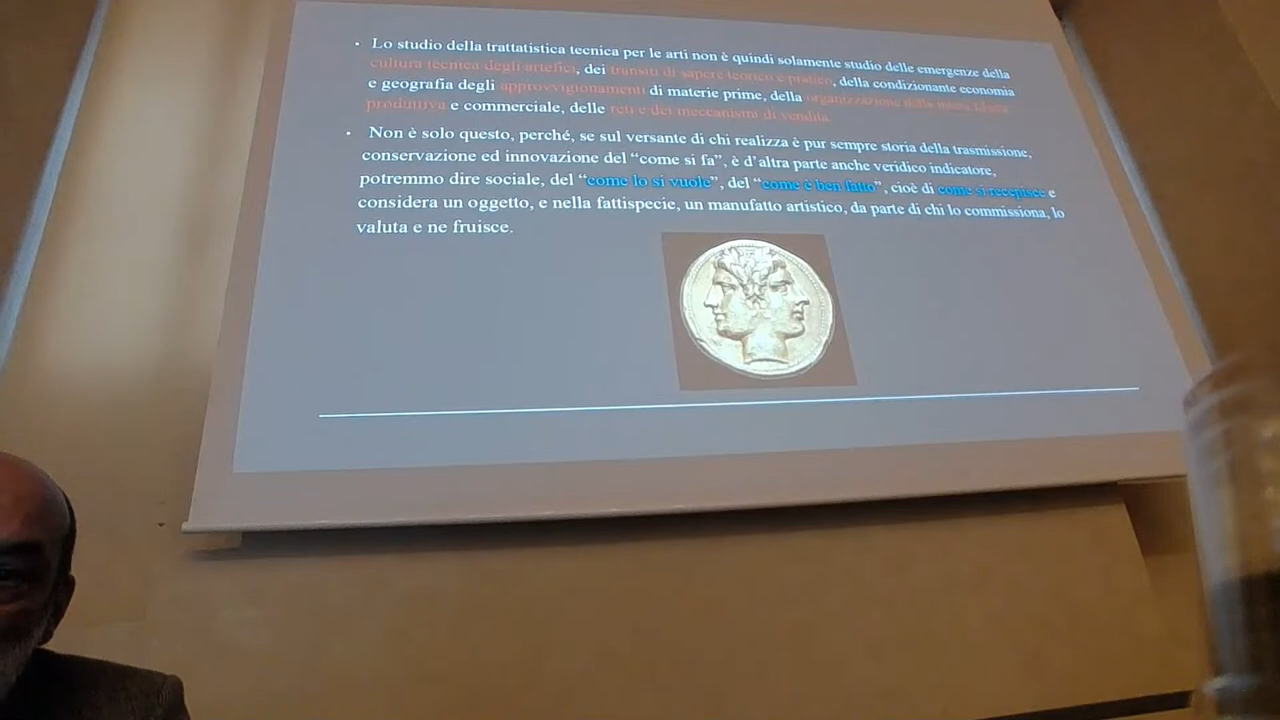 • Lo studio della trattatistica tecnica per le arti non è quindi solamente studio delle emergenze della
cultura tecnica degli artefici, dei transiti di sapere teorico e pratico, della condizionante economia
e geografia degli approvvigionamenti di materie prime, della organizzazione della
produttiva e commerciale, delle reti e dei meccanismi di vendita.
• Non è solo questo, perché, se sul versante di chi realizza è pur sempre storia della trasmissione,
conservazione ed innovazione del “come si fa”, è d’altra parte anche veridico indicatore,
potremmo dire sociale, del “come lo si vuole”, del “come è ben fatto”, cioè di come si recepisce e
considera un oggetto, e nella fattispecie, un manufatto artistico, da parte di chi lo commissiona, lo
valuta e ne fruisce.